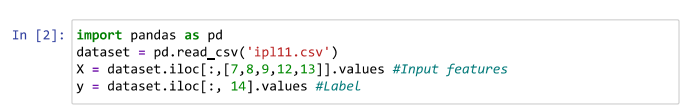 In [2]: import pandas as pd
dataset = pd.read_csv('ipl11.csv')
X = dataset.iloc[:,[7,8,9,12,13]].values #Input features
y = dataset.iloc[:, 14].values #Label